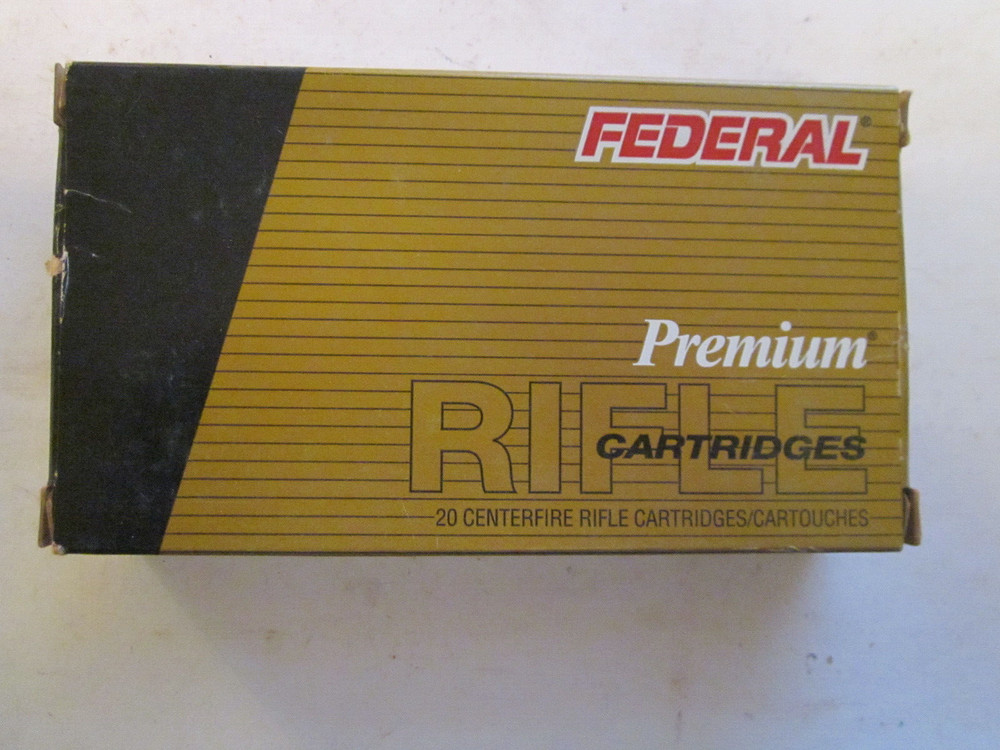 FEDERAL®
Premium®
RIFLE
CARTRIDGES
20 CENTERFIRE RIFLE CARTRIDGES/CARTOUCHES